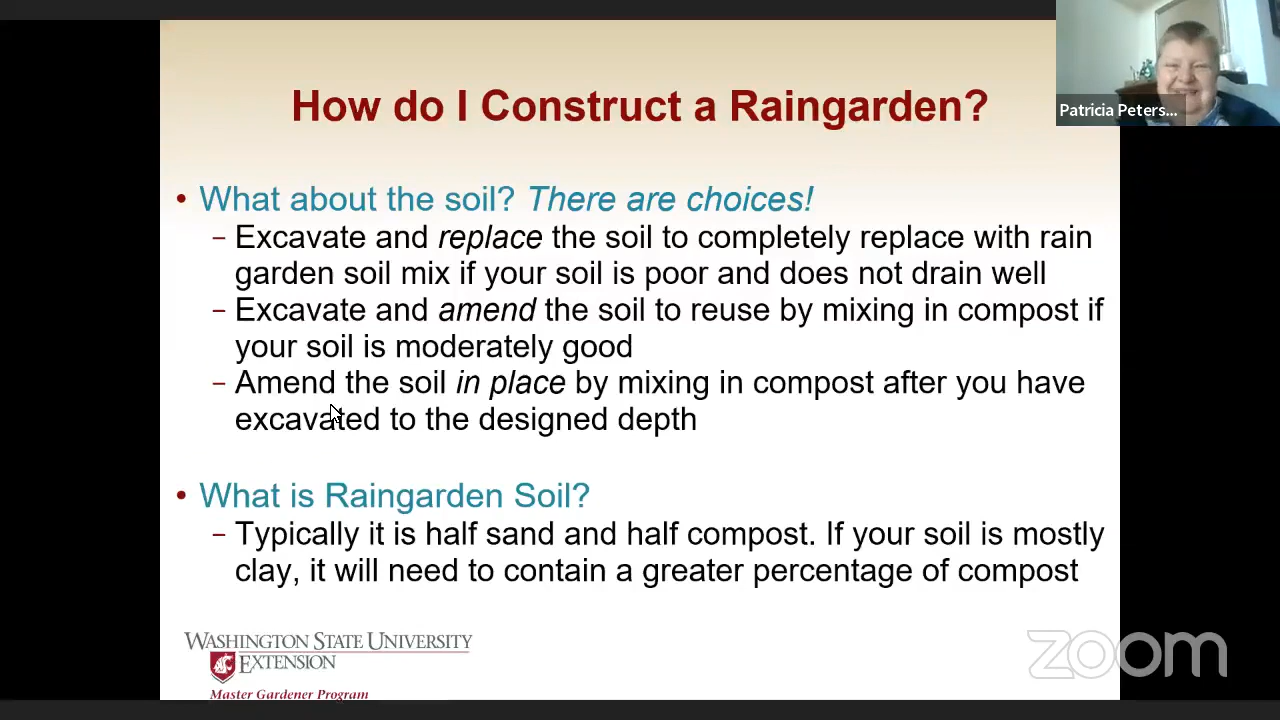 How do I Construct a Raingarden?
Patricia Peters...
• What about the soil? There are choices!
– Excavate and replace the soil to completely replace with rain
garden soil mix if your soil is poor and does not drain well
– Excavate and amend the soil to reuse by mixing in compost if
your soil is moderately good
– Amend the soil in place by mixing in compost after you have
excavated to the designed depth
• What is Raingarden Soil?
– Typically it is half sand and half compost. If your soil is mostly
clay, it will need to contain a greater percentage of compost
WASHINGTON STATE UNIVERSITY
EXTENSION
Master Gardener Program
zoom